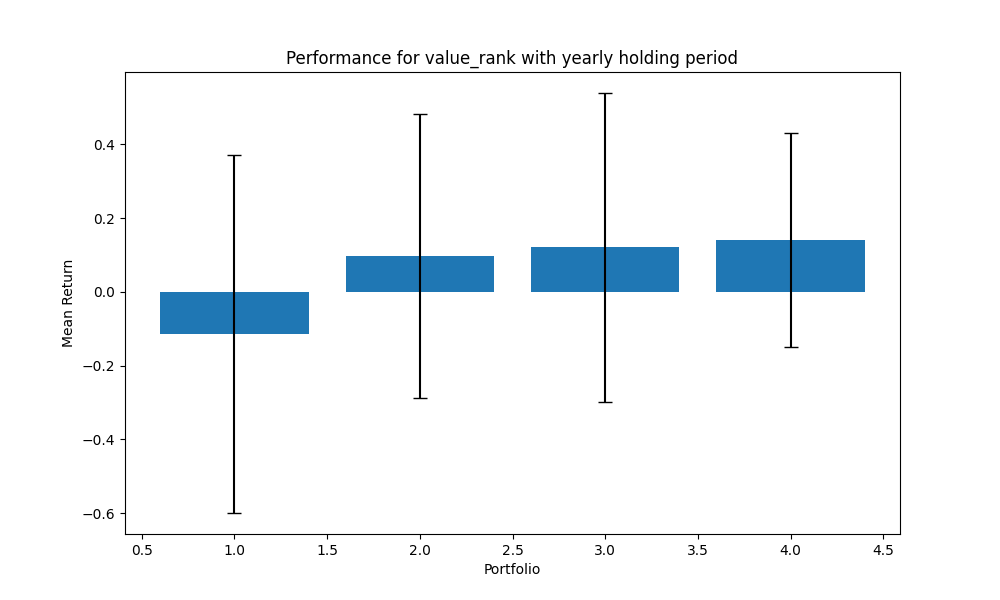 Performance for value_rank with yearly holding period
Mean Return
0.4
0.2
0.0
−0.2
−0.4
−0.6
0.5 1.0 1.5 2.0 2.5 3.0 3.5 4.0 4.5
Portfolio